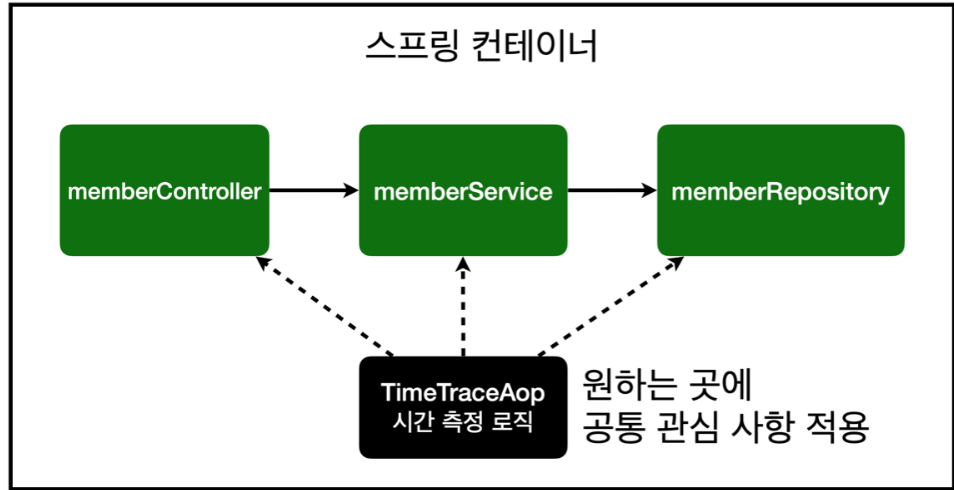 스프링 컨테이너
memberController
memberService
memberRepository
TimeTraceAop
시간 측정 로직
원하는 곳에
공통 관심 사항 적용